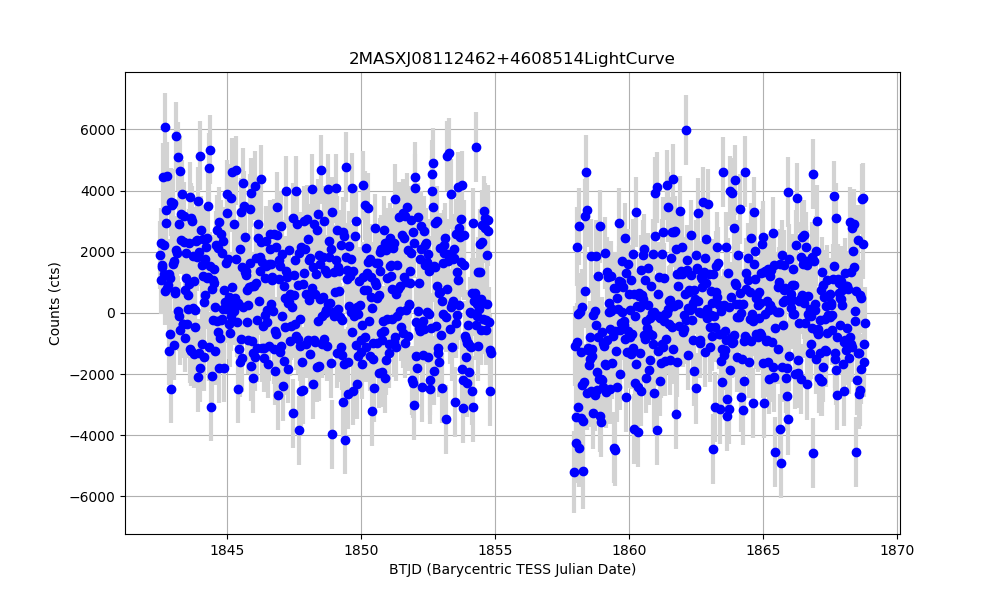 2MASXJ08112462+4608514LightCurve
6000
4000
2000
0
−2000
−4000
−6000
Counts (cts)
1845 1850 1855 1860 1865 1870
BTJD (Barycentric TESS Julian Date)